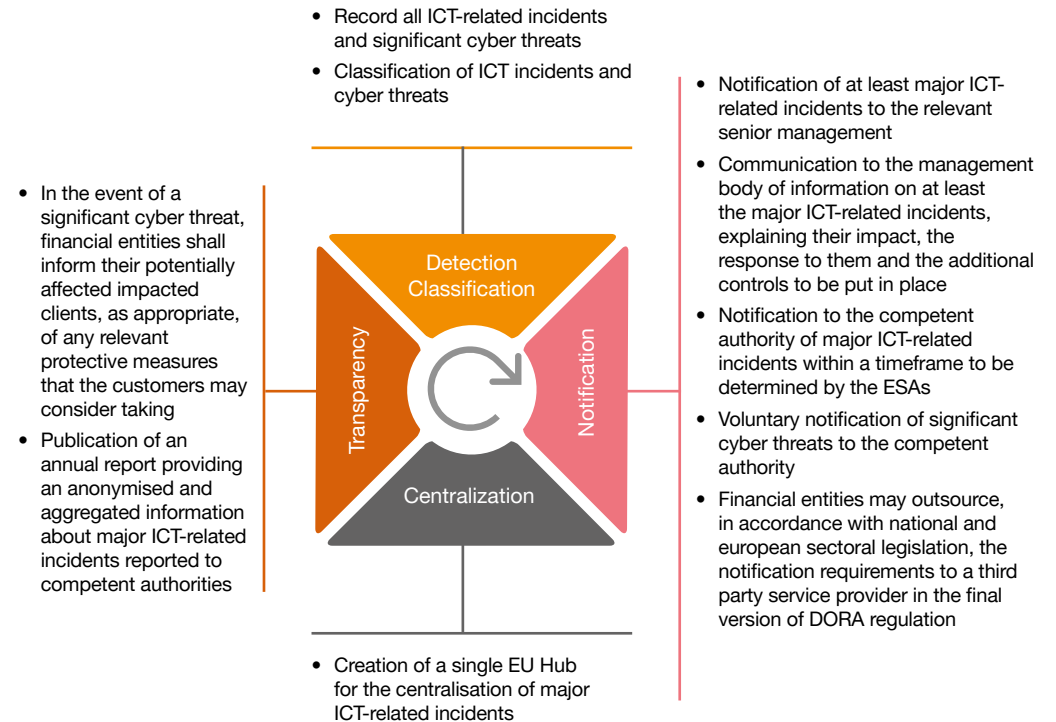 • Record all ICT-related incidents
and significant cyber threats
• Classification of ICT incidents and
cyber threats
• Notification of at least major ICT-
related incidents to the relevant
senior management
• Communication to the management
body of information on at least
the major ICT-related incidents,
explaining their impact, the
response to them and the additional
controls to be put in place
• Notification to the competent
authority of major ICT-related
incidents within a timeframe to be
determined by the ESAs
• Voluntary notification of significant
cyber threats to the competent
authority
• Financial entities may outsource,
in accordance with national and
european sectoral legislation, the
notification requirements to a third
party service provider in the final
version of DORA regulation
• In the event of a
significant cyber threat,
financial entities shall
inform their potentially
affected impacted
clients, as appropriate,
of any relevant
protective measures
that the customers may
consider taking
• Publication of an
annual report providing
an anonymised and
aggregated information
about major ICT-related
incidents reported to
competent authorities
Detection
Classification
Transparency
Notification
Centralization
• Creation of a single EU Hub
for the centralisation of major
ICT-related incidents